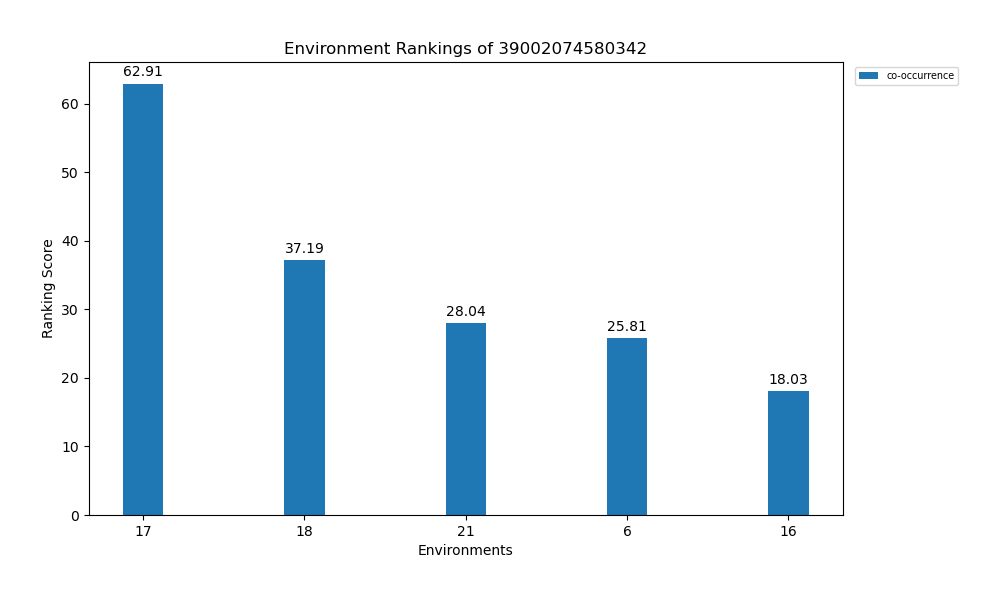 Environment Rankings of 39002074580342
62.91
co-occurrence
60
50
37.19
40
Ranking Score
28.04
30
25.81
20
18.03
10
0
17 18 21 6 16
Environments